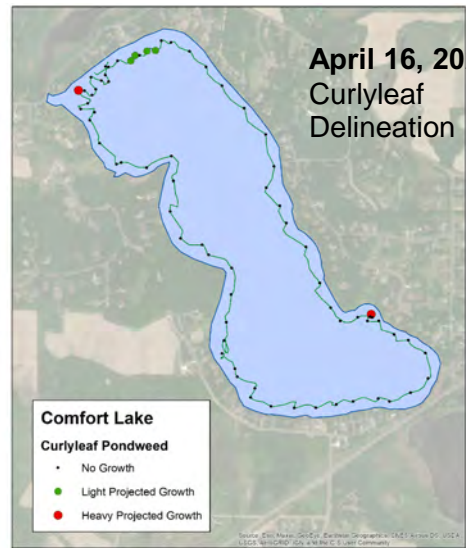 April 16, 20
Curlyleaf
Delineation
Comfort Lake
Curlyleaf Pondweed
No Growth
Light Projected Growth
Heavy Projected Growth